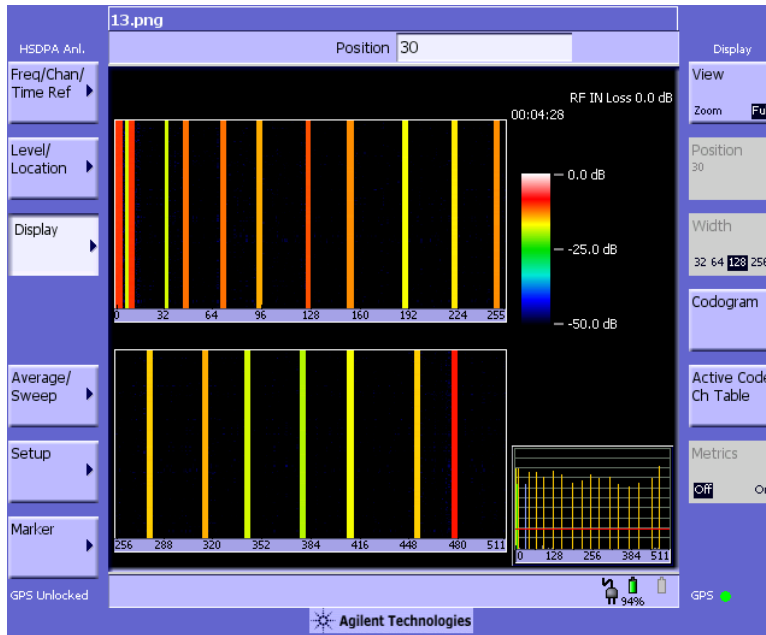 13.png
HSDPA Anl.
Position 30
Display
Freq/Chan/
Time Ref
View
Zoom Fu
RF IN Loss 0.0 dB
00:04:28
Level/
Location
Position
30
0.0 dB
Display
Width
32 64 128 256
-25.0 dB
Codogram
0 32 64 96 128 160 192 224 255
-50.0 dB
Average/
Sweep
Active Code
Ch Table
Setup
Metrics
Off On
Marker
256 288 320 352 384 416 448 480 511
0 128 256 384 511
GPS Unlocked
94%
GPS
Agilent Technologies